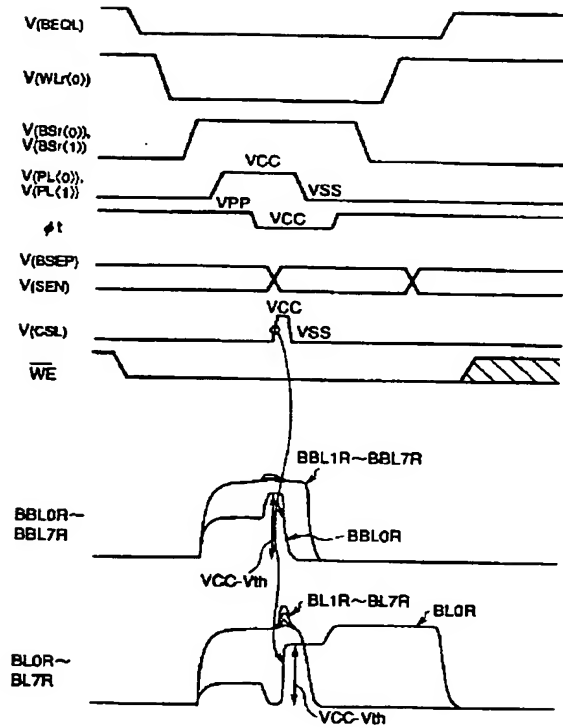 V(BEQL)
V(WLr(0))
V(BSr(0)),
V(BSr(1))
VCC
V(PL(0)),
V(PL(1))
VSS
VPP
φt
VCC
V(BSEP)
V(SEN)
VCC
V(CSL)
VSS
WE
BBL1R~BBL7R
BBL0R~
BBL7R
BBL0R
VCC-Vth
BL1R~BL7R
BL0R
BL0R~
BL7R
VCC-Vth